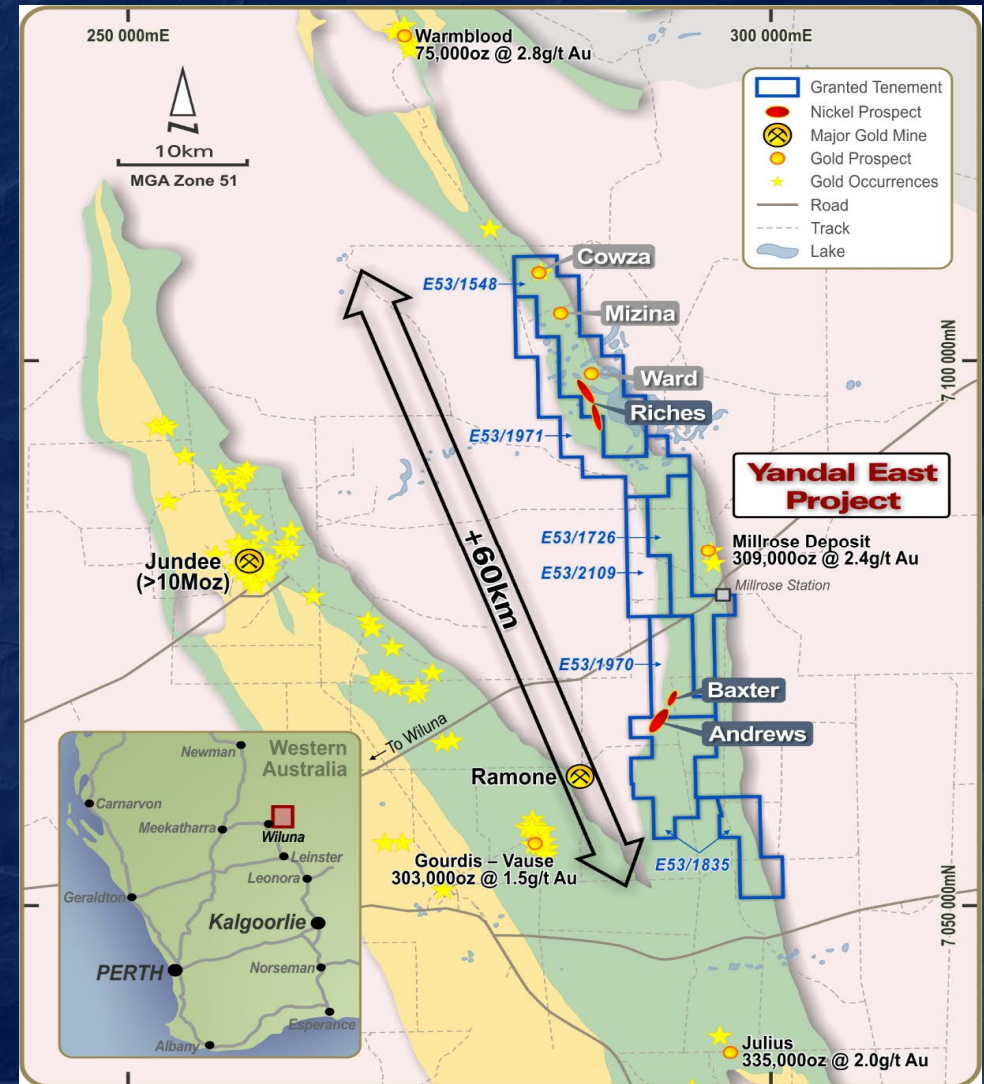 250 000mE
300 000mE
Warmblood
75,000oz @ 2.8g/t Au
10km
MGA Zone 51
Granted Tenement
Nickel Prospect
Major Gold Mine
Gold Prospect
Gold Occurrences
Road
Track
Lake
Cowza
E53/1548
Mizina
Ward
Riches
7 100 000mN
E53/1971
Yandal East
Project
E53/1726
Millrose Deposit
309,000oz @ 2.4g/t Au
Jundee
(>10Moz)
E53/2109
Millrose Station
+60km
E53/1970
Baxter
Andrews
To Wiluna
Ramone
Gourdis – Vause
303,000oz @ 1.5g/t Au
E53/1835
7 050 000mN
Julius
335,000oz @ 2.0g/t Au
Western
Australia
Newman
Carnarvon
Meekatharra
Wiluna
Leinster
Leonora
Geraldton
Kalgoorlie
PERTH
Norseman
Esperance
Albany